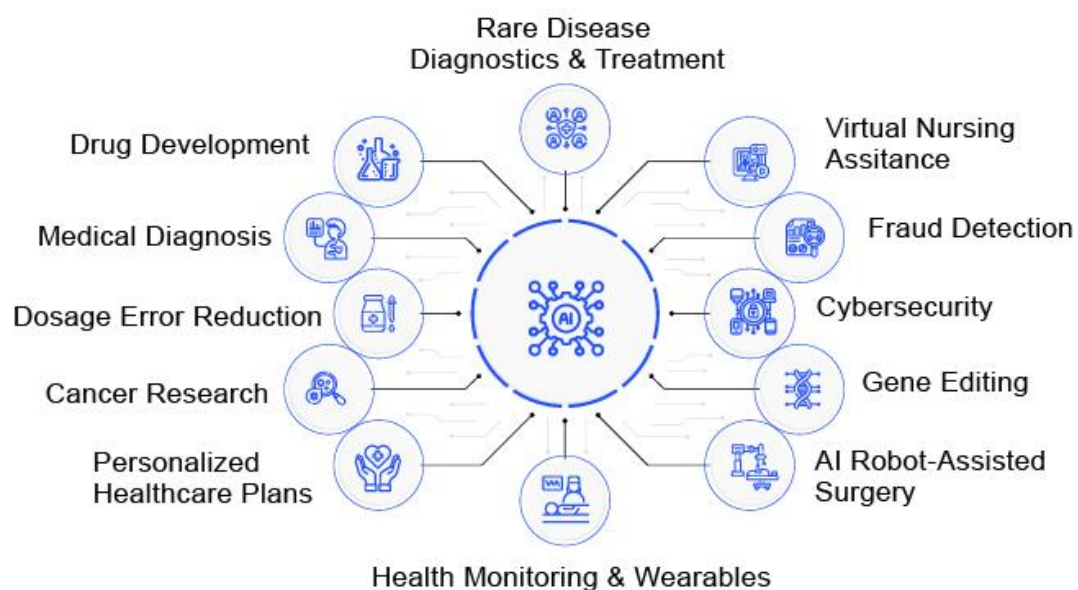 Rare Disease
Diagnostics & Treatment
Drug Development
Virtual Nursing
Assitance
Medical Diagnosis
Fraud Detection
Dosage Error Reduction
Ai
Cybersecurity
Cancer Research
Gene Editing
Personalized
Healthcare Plans
AI Robot-Assisted
Surgery
Health Monitoring & Wearables